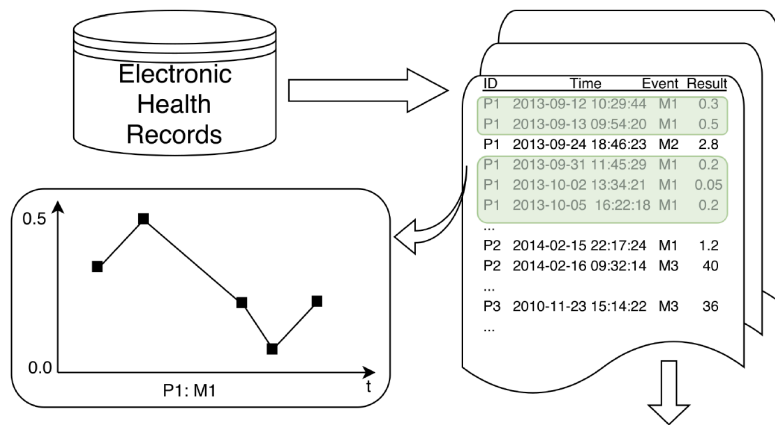 Electronic
Health
Records
ID Time Event Result
P1 2013-09-12 10:29:44 M1 0.3
P1 2013-09-13 09:54:20 M1 0.5
P1 2013-09-24 18:46:23 M2 2.8
P1 2013-09-31 11:45:29 M1 0.2
P1 2013-10-02 13:34:21 M1 0.05
P1 2013-10-05 16:22:18 M1 0.2
...
P2 2014-02-15 22:17:24 M1 1.2
P2 2014-02-16 09:32:14 M3 40
...
P3 2010-11-23 15:14:22 M3 36
...
0.5
0.0
t
P1: M1